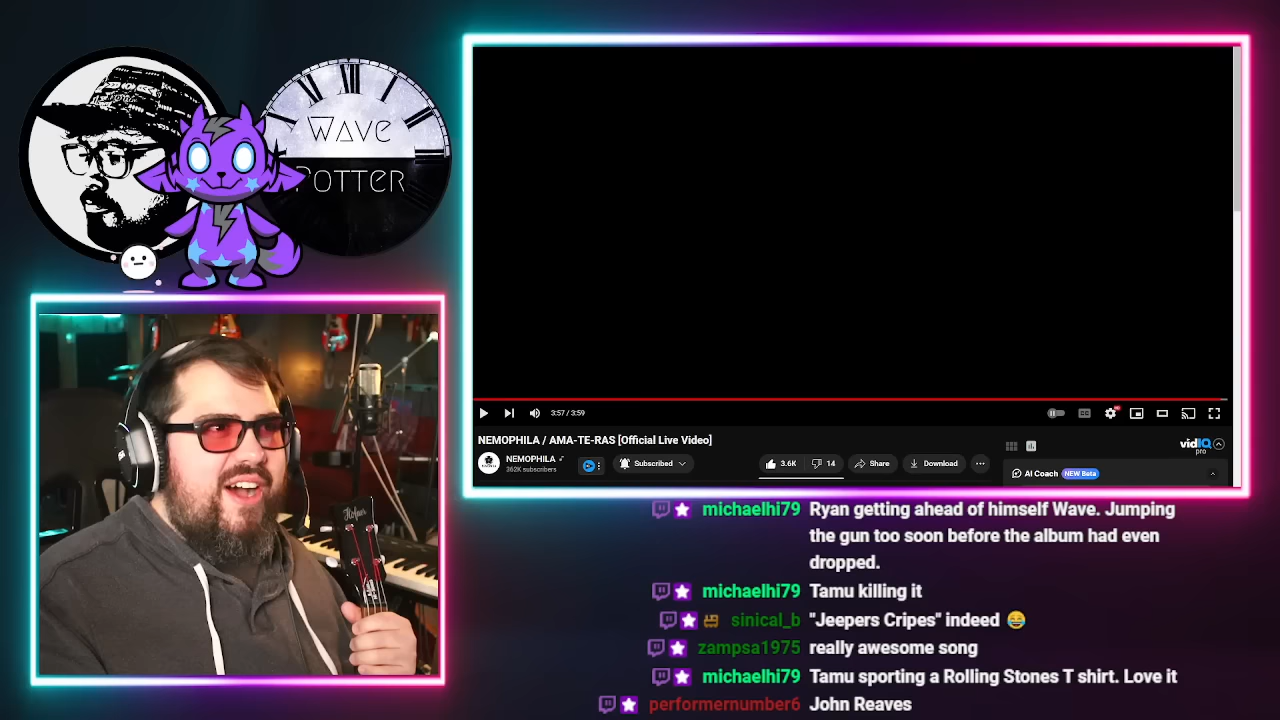 WAVE
POTTER
Hofner
3:57 / 3:59
NEMOPHILA / AMA-TE-RAS [Official Live Video]
NEMOPHILA
362K subscribers
Subscribed
3.6K
14
Share
Download
vidIQ
pro
AI Coach
NEW Beta
michaelhi79 Ryan getting ahead of himself Wave. Jumping
the gun too soon before the album had even
dropped.
michaelhi79 Tamu killing it
sinical_b "Jeepers Cripes" indeed 😂
zampsa1975 really awesome song
michaelhi79 Tamu sporting a Rolling Stones T shirt. Love it
performernumber6 John Reaves